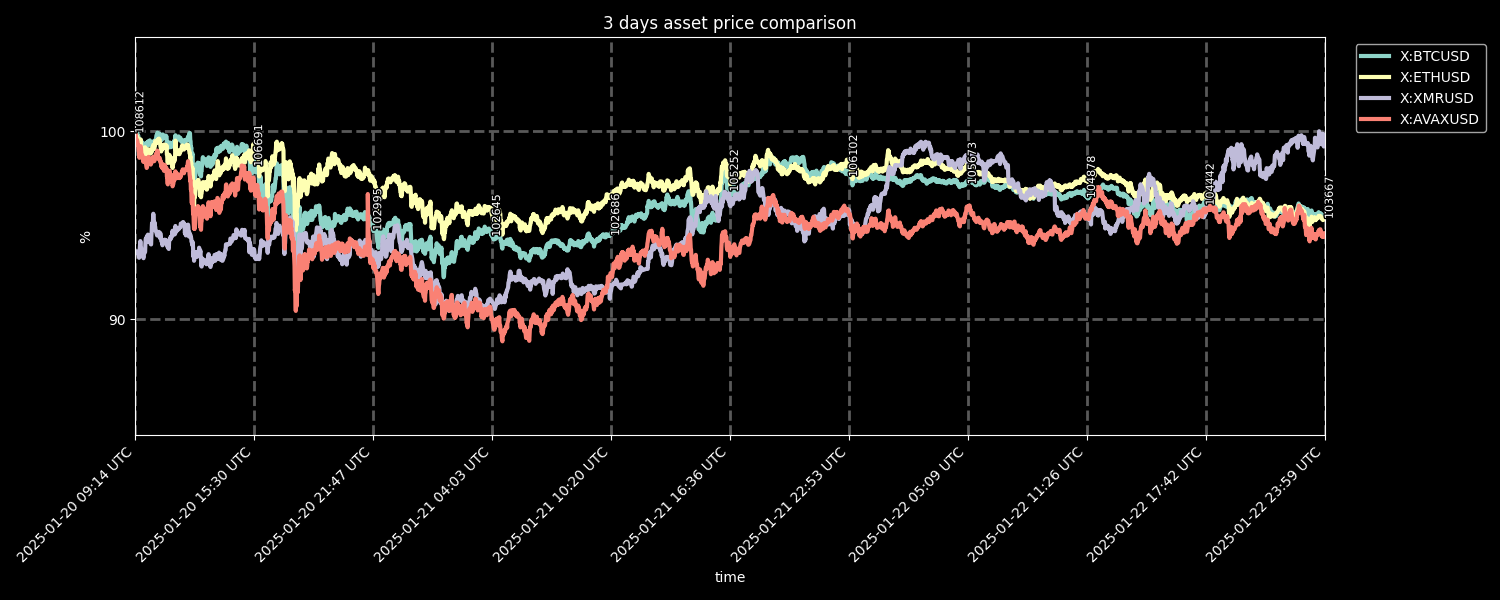 3 days asset price comparison
X:BTCUSD
X:ETHUSD
X:XMRUSD
X:AVAXUSD
108612
106691
102995
102645
102686
105252
106102
105673
104878
104442
103667
100
90
%
2025-01-20 09:14 UTC
2025-01-20 15:30 UTC
2025-01-20 21:47 UTC
2025-01-21 04:03 UTC
2025-01-21 10:20 UTC
2025-01-21 16:36 UTC
2025-01-21 22:53 UTC
2025-01-22 05:09 UTC
2025-01-22 11:26 UTC
2025-01-22 17:42 UTC
2025-01-22 23:59 UTC
time